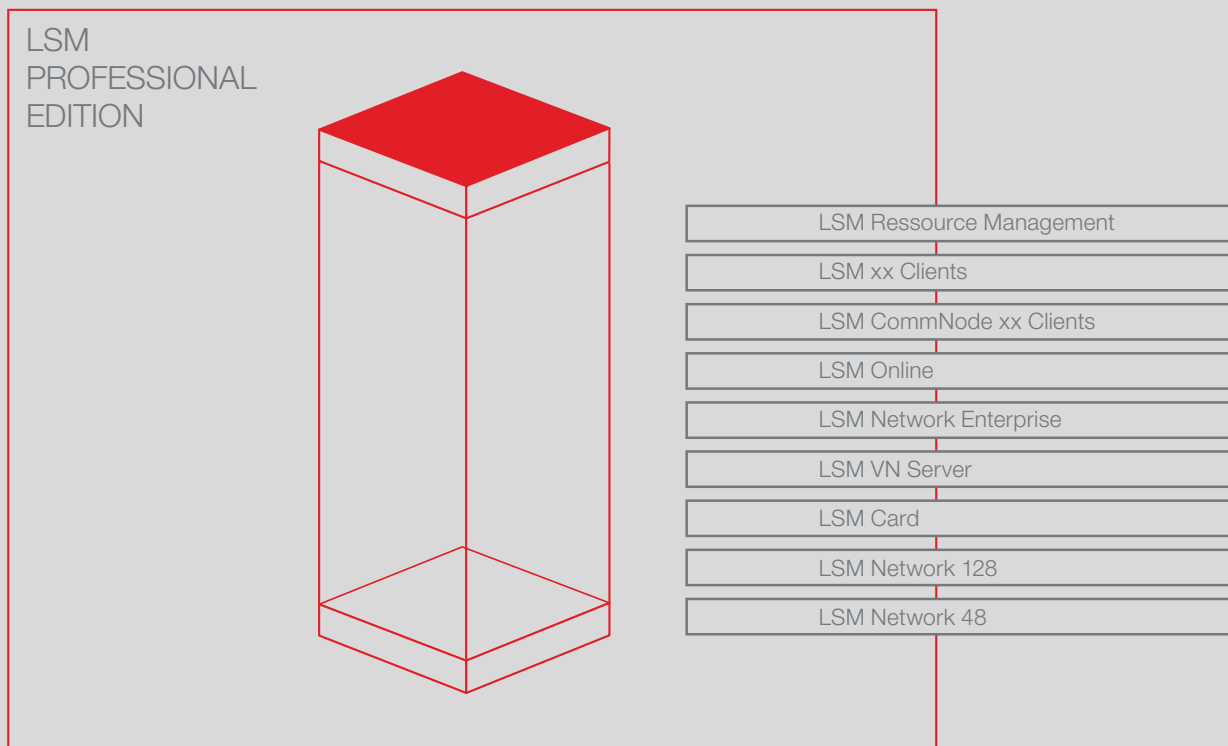 LSM
PROFESSIONAL
EDITION
LSM Ressource Management
LSM xx Clients
LSM CommNode xx Clients
LSM Online
LSM Network Enterprise
LSM VN Server
LSM Card
LSM Network 128
LSM Network 48